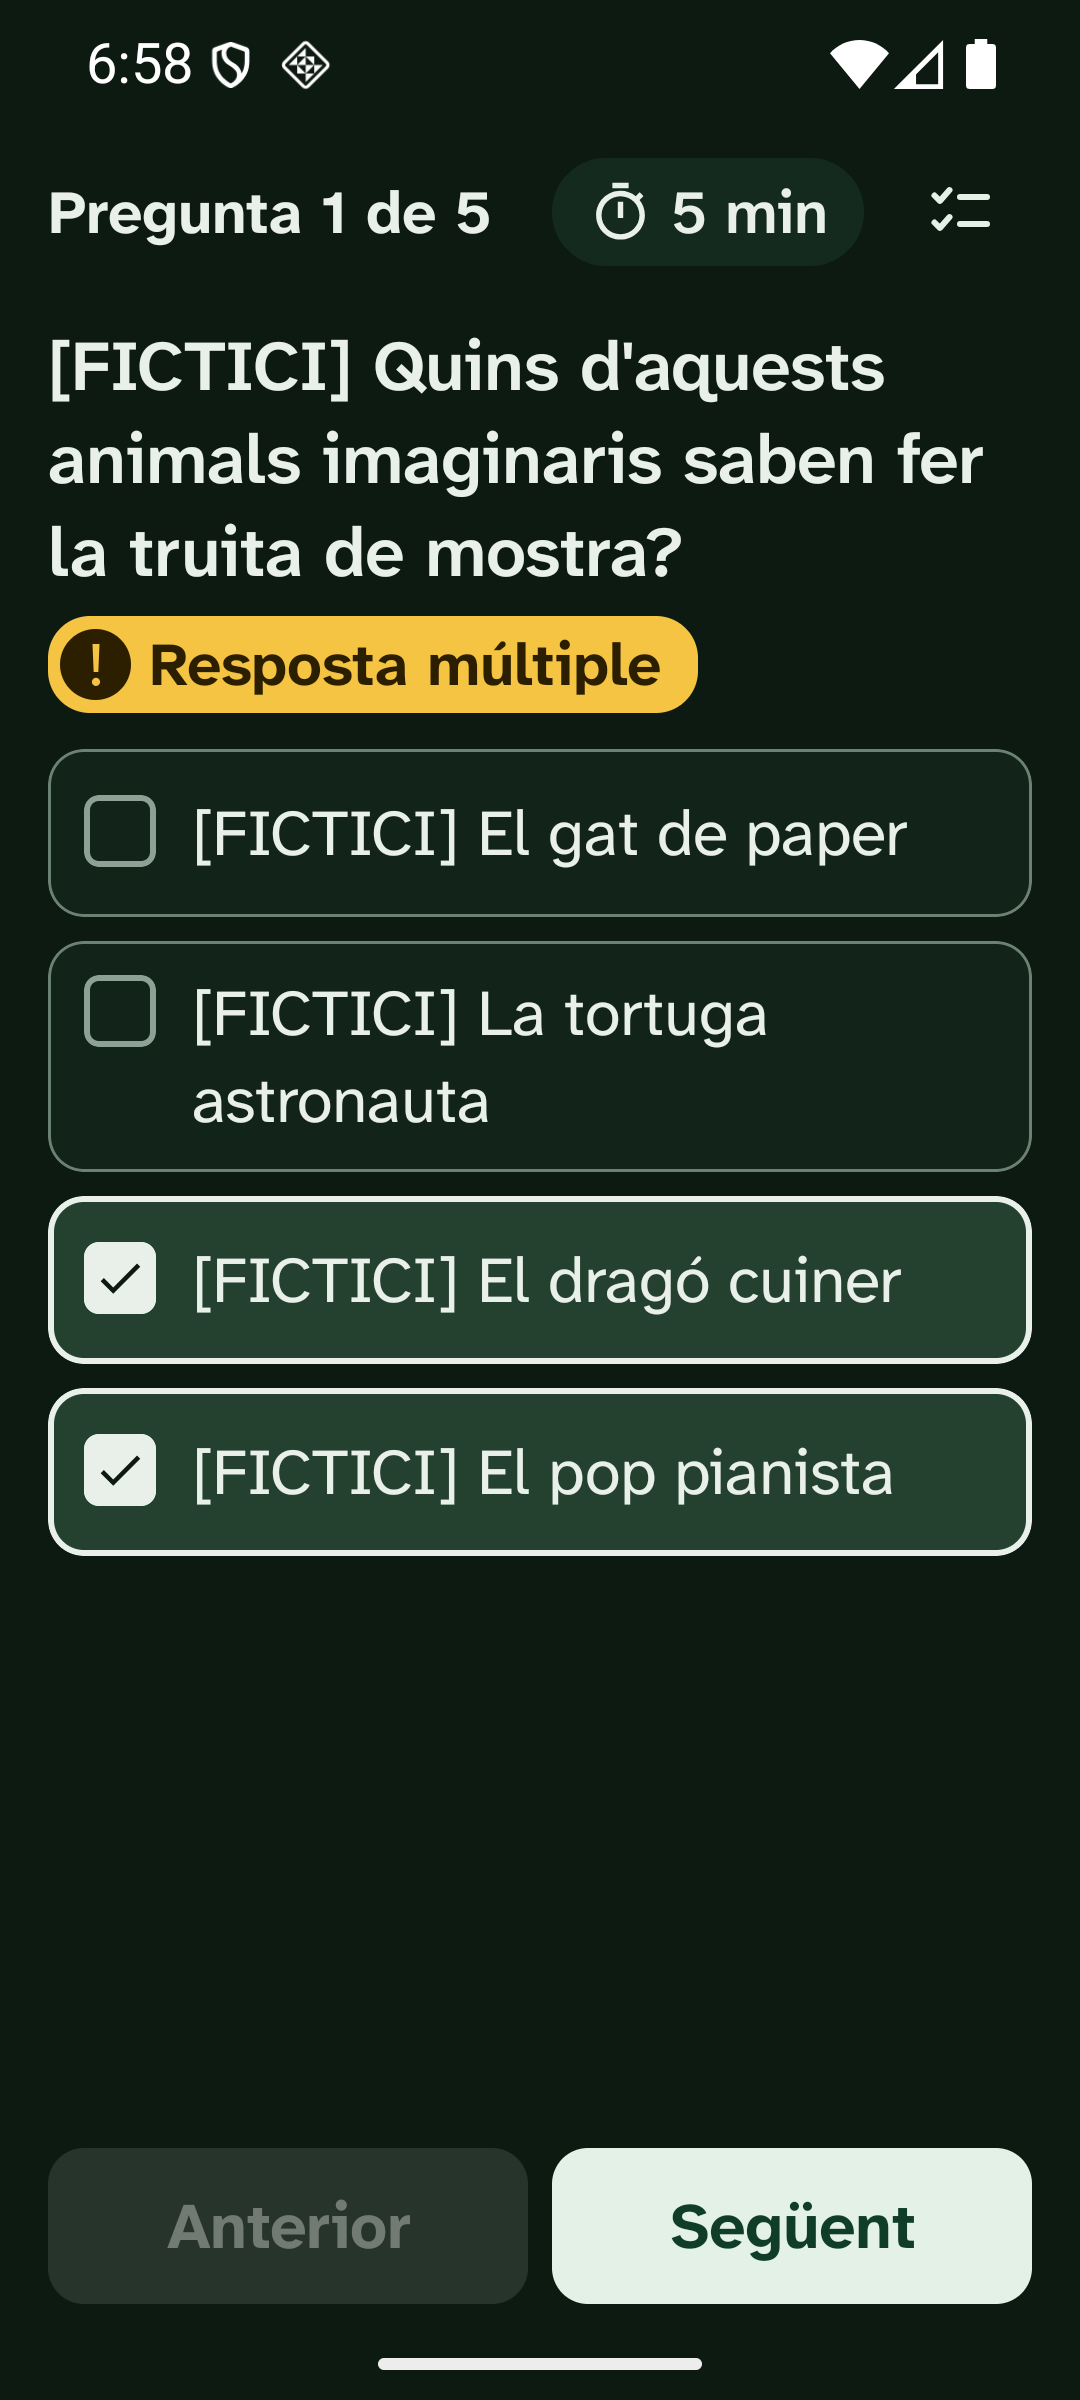 6:58
Pregunta 1 de 5
5 min
[FICTICI] Quins d'aquests
animals imaginaris saben fer
la truita de mostra?
! Resposta múltiple
[FICTICI] El gat de paper
[FICTICI] La tortuga
astronauta
[FICTICI] El dragó cuiner
[FICTICI] El pop pianista
Anterior
Següent